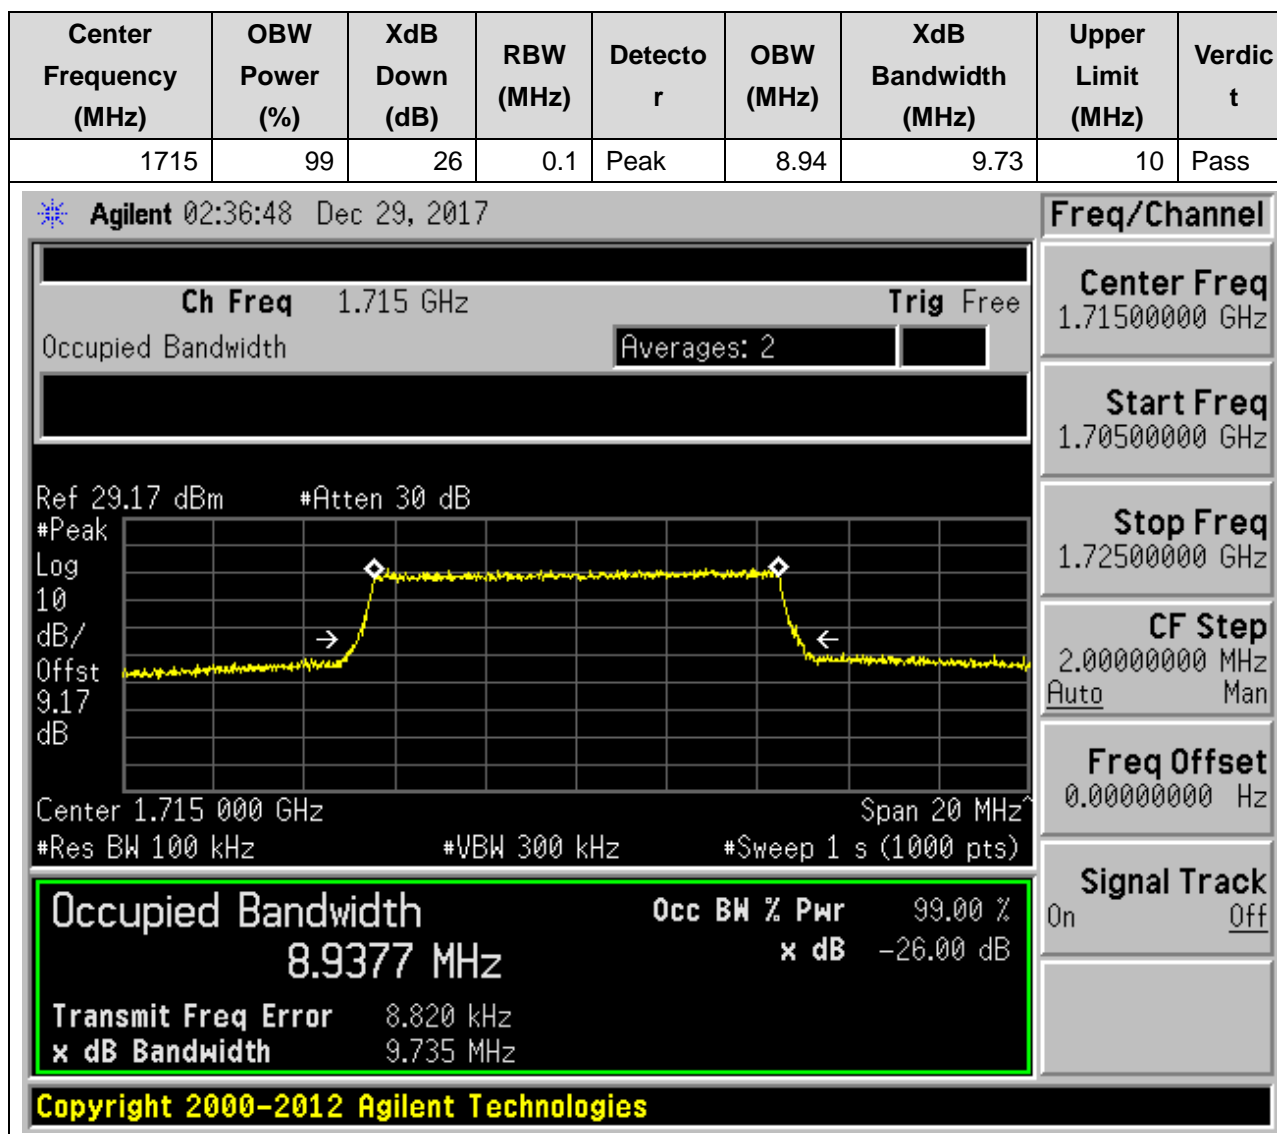 Center Frequency (MHz) OBW Power (%) XdB Down (dB) RBW (MHz) Detecto r OBW (MHz) XdB Bandwidth (MHz) Upper Limit (MHz) Verdic t
1715 99 26 0.1 Peak 8.94 9.73 10 Pass
Agilent 02:36:48 Dec 29, 2017
Freq/Channel
Ch Freq 1.715 GHz Trig Free
Occupied Bandwidth Averages: 2
Center Freq
1.71500000 GHz
Start Freq
1.70500000 GHz
Stop Freq
1.72500000 GHz
CF Step
2.00000000 MHz
Auto Man
Freq Offset
0.00000000 Hz
Signal Track
On Off
Ref 29.17 dBm #Atten 30 dB
#Peak
Log
10
dB/
Offst
9.17
dB
Center 1.715 000 GHz Span 20 MHz^
#Res BW 100 kHz #VBW 300 kHz #Sweep 1 s (1000 pts)
Occupied Bandwidth Occ BW % Pwr 99.00 %
8.9377 MHz x dB -26.00 dB
Transmit Freq Error 8.820 kHz
x dB Bandwidth 9.735 MHz
Copyright 2000-2012 Agilent Technologies